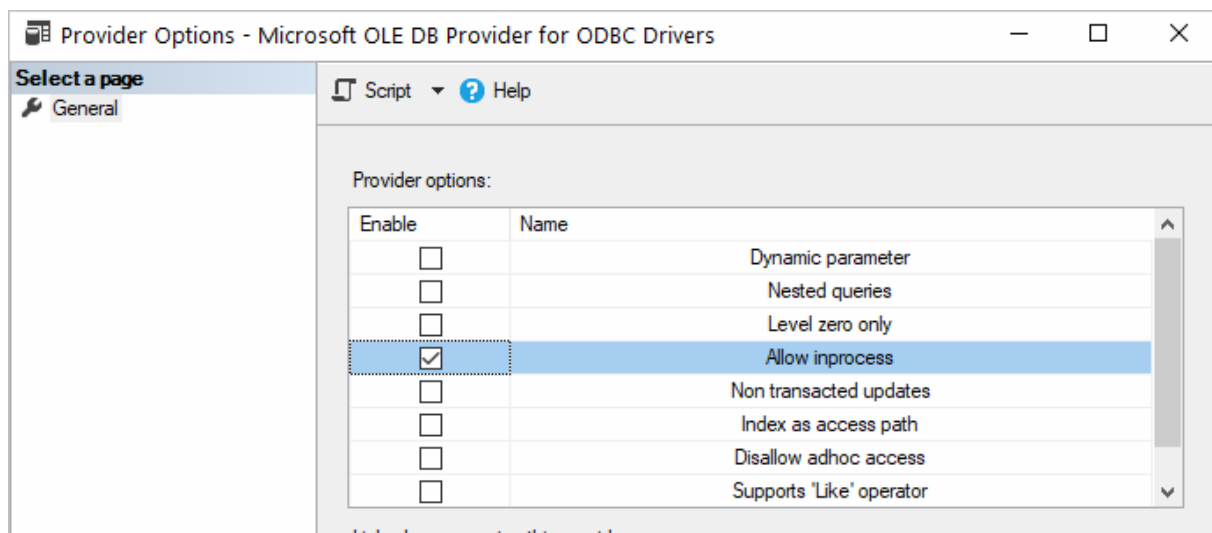 Provider Options - Microsoft OLE DB Provider for ODBC Drivers
Select a page
General
Script Help
Provider options:
Enable Name
Dynamic parameter
Nested queries
Level zero only
Allow inprocess
Non transacted updates
Index as access path
Disallow adhoc access
Supports 'Like' operator